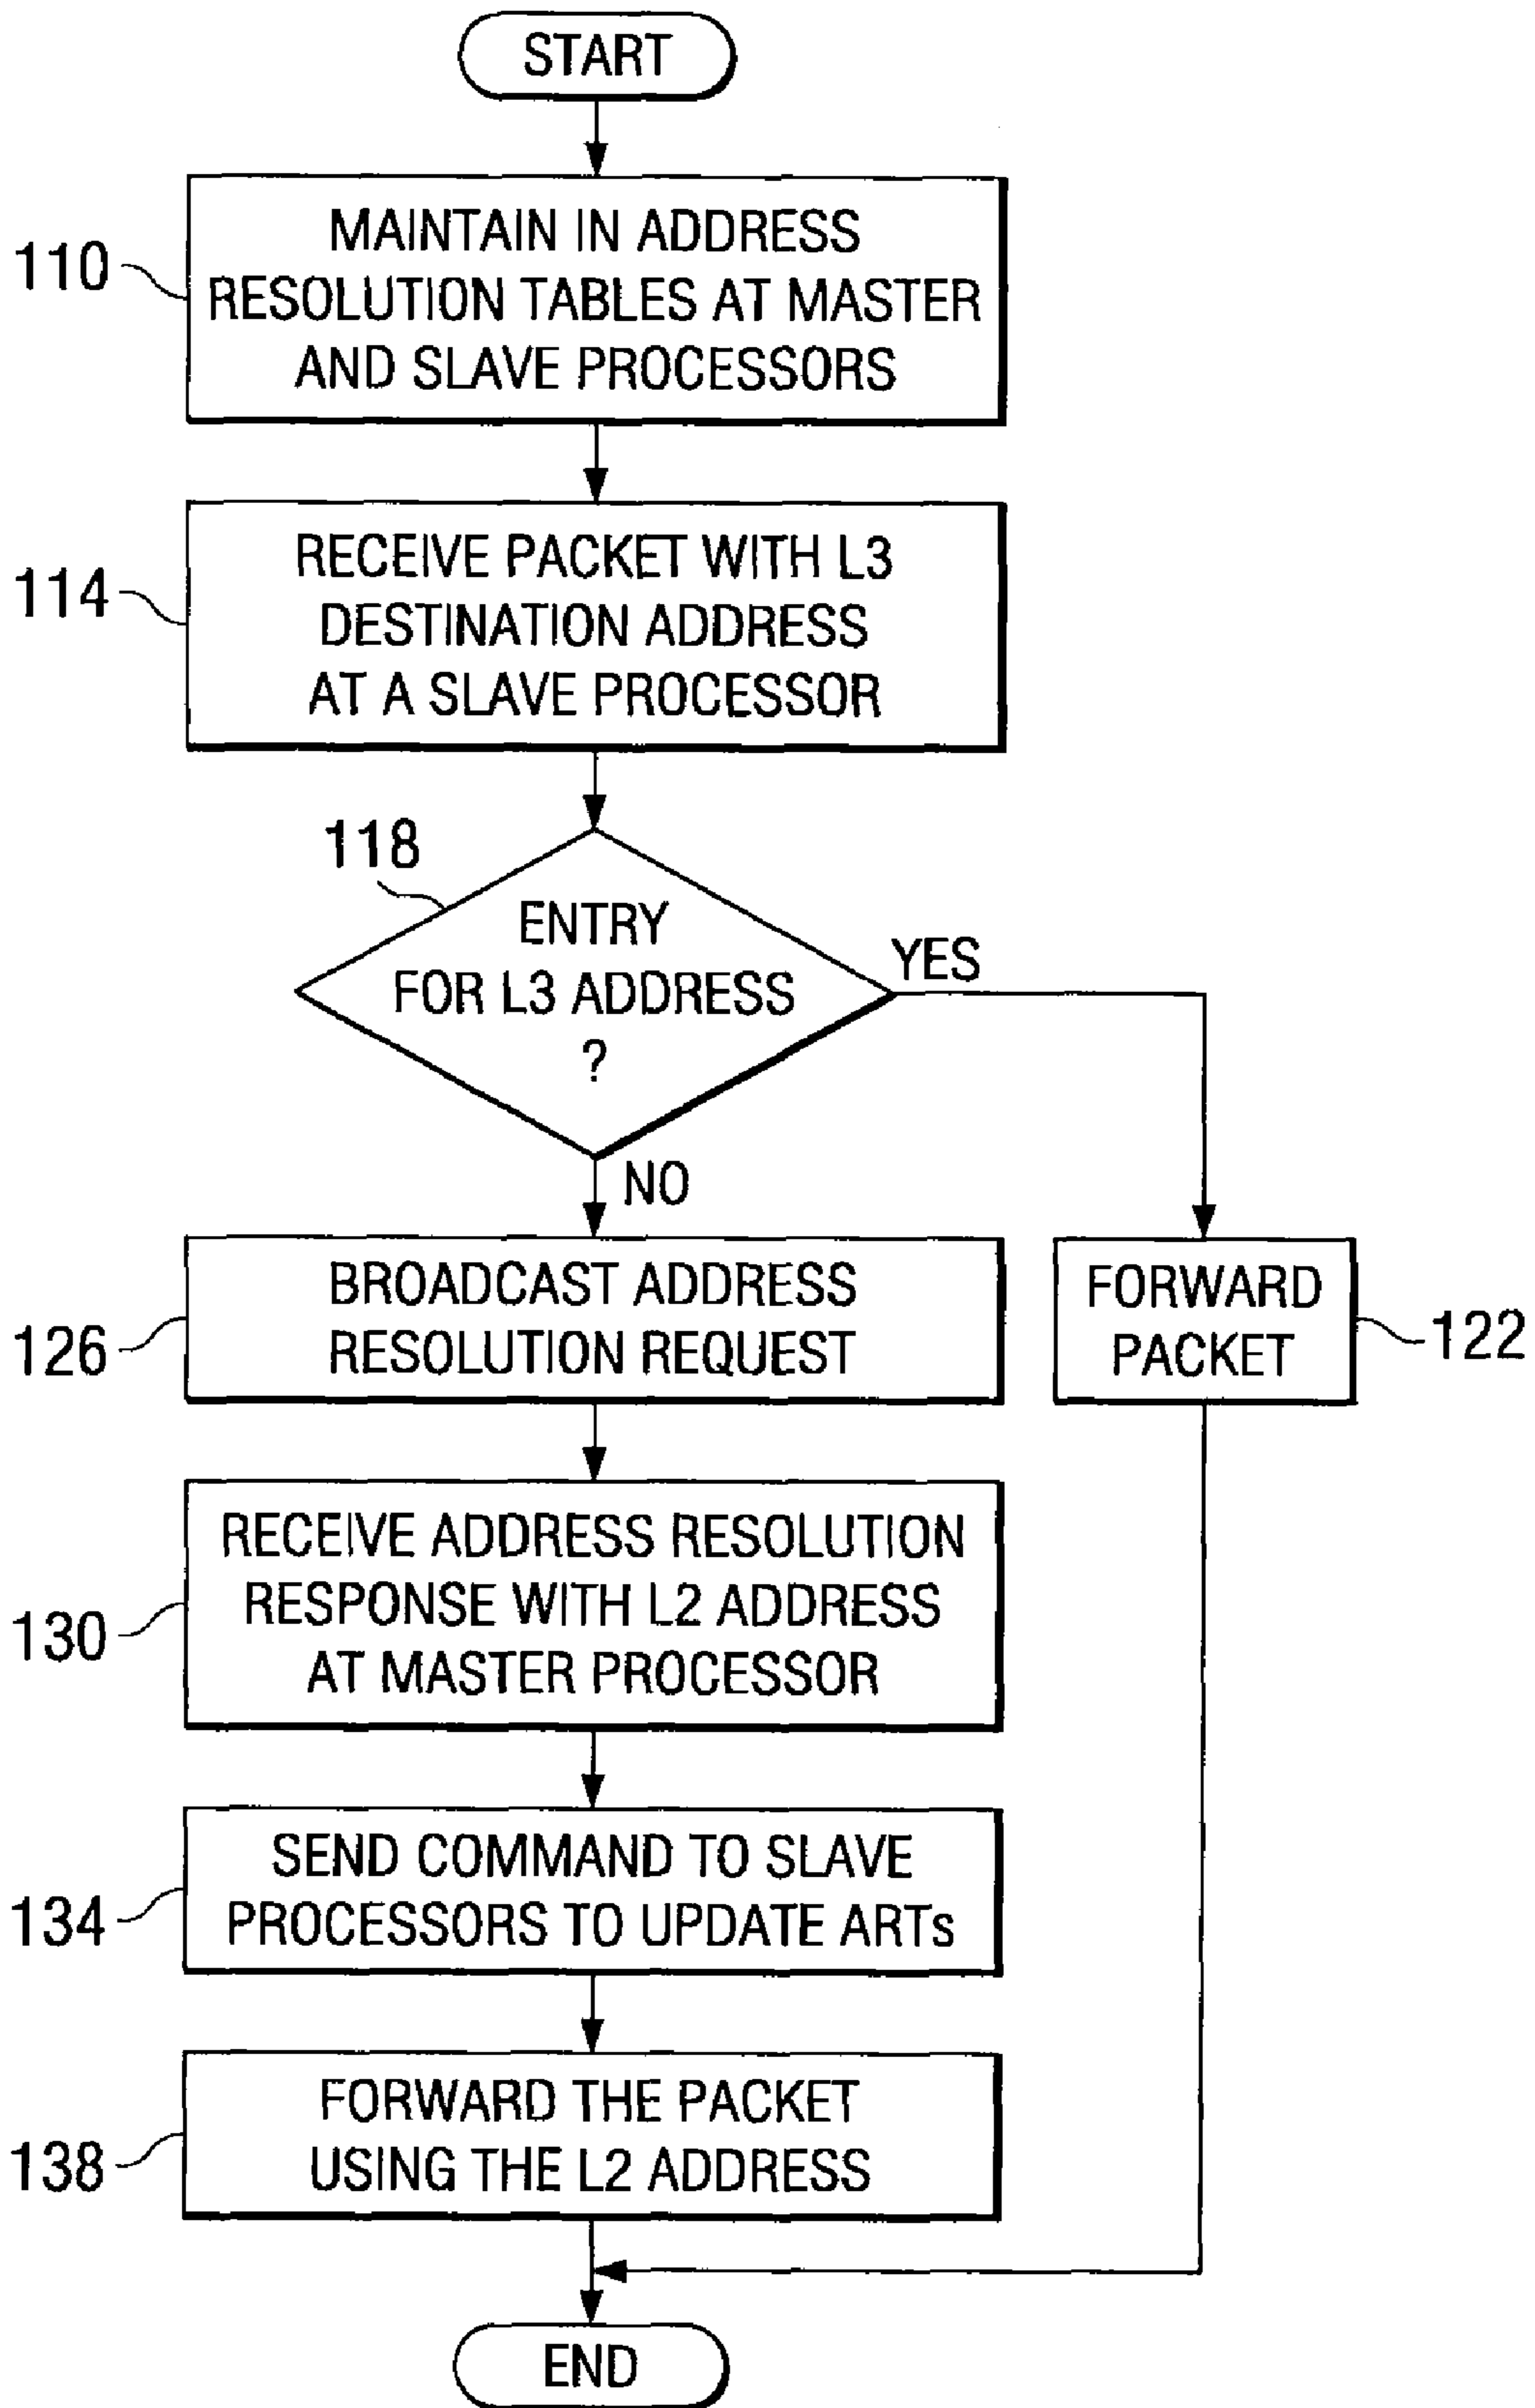 START
110
MAINTAIN IN ADDRESS
RESOLUTION TABLES AT MASTER
AND SLAVE PROCESSORS
114
RECEIVE PACKET WITH L3
DESTINATION ADDRESS
AT A SLAVE PROCESSOR
118
ENTRY
FOR L3 ADDRESS
?
YES
NO
126
BROADCAST ADDRESS
RESOLUTION REQUEST
FORWARD
PACKET
122
130
RECEIVE ADDRESS RESOLUTION
RESPONSE WITH L2 ADDRESS
AT MASTER PROCESSOR
134
SEND COMMAND TO SLAVE
PROCESSORS TO UPDATE ARTs
138
FORWARD THE PACKET
USING THE L2 ADDRESS
END